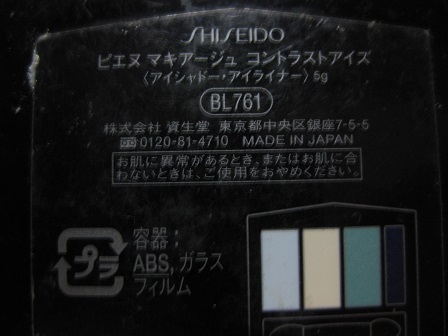 SHISEIDO
ピエヌ マキアージュ コントラストアイズ
〈アイシャドー・アイライナー〉5g
BL761
株式会社 資生堂 東京都中央区銀座7-5-5
0120-81-4710 MADE IN JAPAN
お肌に異常があるとき、またはお肌に合
わないときは、ご使用をおやめください。
プラ
容器：
ABS, ガラス
フィルム